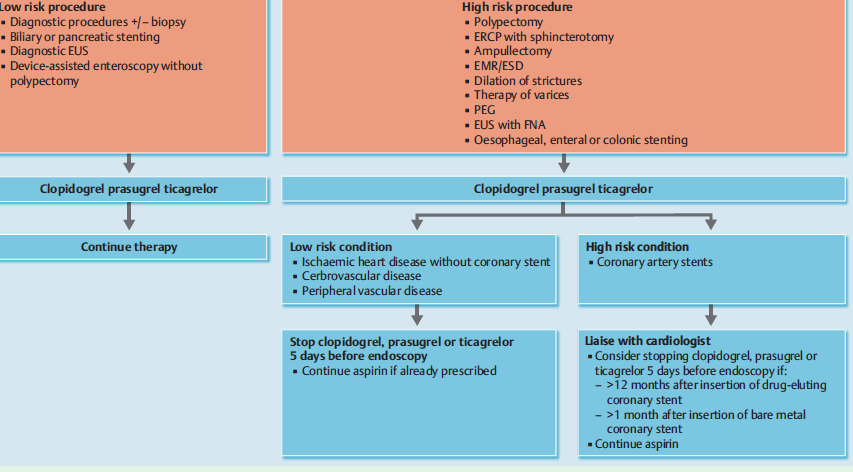 Low risk procedure
▪ Diagnostic procedures +/– biopsy
▪ Biliary or pancreatic stenting
▪ Diagnostic EUS
▪ Device-assisted enteroscopy without
polypectomy
High risk procedure
▪ Polypectomy
▪ ERCP with sphincterotomy
▪ Ampullectomy
▪ EMR/ESD
▪ Dilation of strictures
▪ Therapy of varices
▪ PEG
▪ EUS with FNA
▪ Oesophageal, enteral or colonic stenting
Clopidogrel prasugrel ticagrelor
Clopidogrel prasugrel ticagrelor
Continue therapy
Low risk condition
▪ Ischaemic heart disease without coronary stent
▪ Cerbrovascular disease
▪ Peripheral vascular disease
High risk condition
▪ Coronary artery stents
Stop clopidogrel, prasugrel or ticagrelor
5 days before endoscopy
▪ Continue aspirin if already prescribed
Liaise with cardiologist
▪ Consider stopping clopidogrel, prasugrel or
ticagrelor 5 days before endoscopy if:
– >12 months after insertion of drug-eluting
coronary stent
– >1 month after insertion of bare metal
coronary stent
▪ Continue aspirin